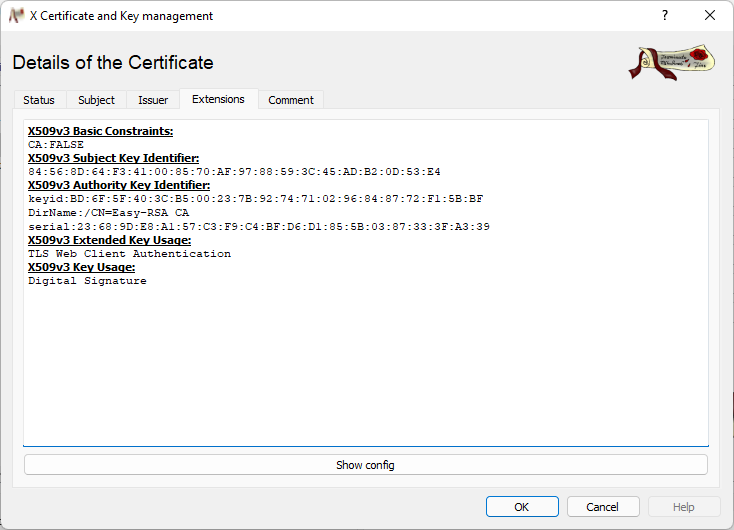 X Certificate and Key management
?
Details of the Certificate
Status
Subject
Issuer
Extensions
Comment
X509v3 Basic Constraints:
CA:FALSE
X509v3 Subject Key Identifier:
84:56:8D:64:F3:41:00:85:70:AF:97:88:59:3C:45:AD:B2:0D:53:E4
X509v3 Authority Key Identifier:
keyid:BD:6F:5F:40:3C:B5:00:23:7B:92:74:71:02:96:84:87:72:F1:5B:BF
DirName:/CN=Easy-RSA CA
serial:23:68:9D:E8:A1:57:C3:F9:C4:BF:D6:D1:85:5B:03:87:33:3F:A3:39
X509v3 Extended Key Usage:
TLS Web Client Authentication
X509v3 Key Usage:
Digital Signature
Show config
OK
Cancel
Help